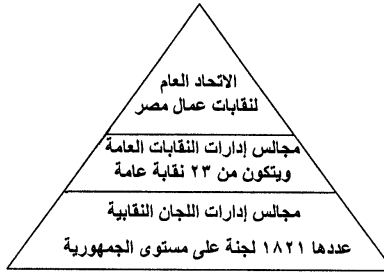 الاتحاد العام
لنقابات عمال مصر
مجالس إدارات النقابات العامة
ويتكون من ٢٣ نقابة عامة
مجالس إدارات اللجان النقابية
عددها ١٨٢١ لجنة على مستوى الجمهورية